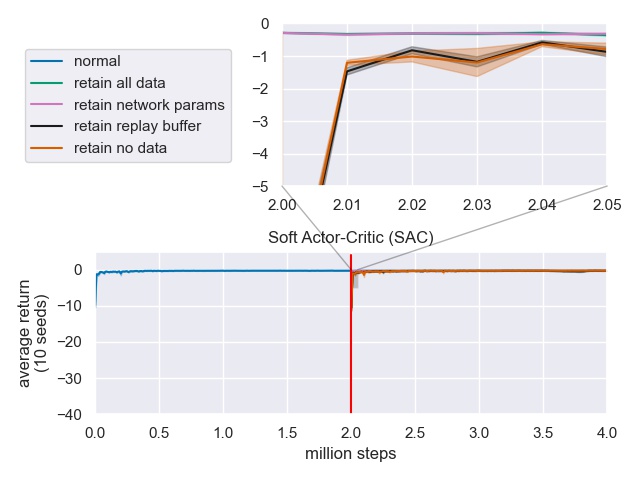 normal
retain all data
retain network params
retain replay buffer
retain no data
0
−1
−2
−3
−4
−5
2.00 2.01 2.02 2.03 2.04 2.05
Soft Actor-Critic (SAC)
average return
(10 seeds)
0
−10
−20
−30
−40
0.0 0.5 1.0 1.5 2.0 2.5 3.0 3.5 4.0
million steps